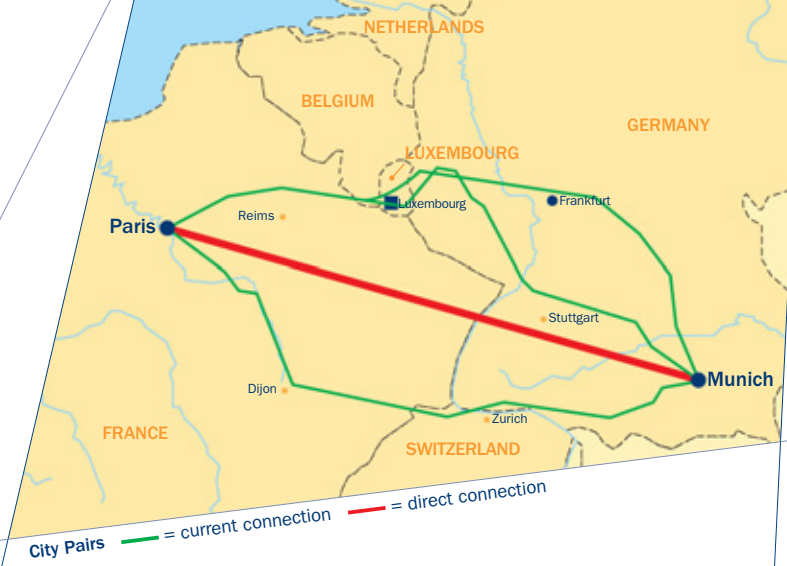 NETHERLANDS
BELGIUM
GERMANY
LUXEMBOURG
Luxembourg
Frankfurt
Reims
Paris
Stuttgart
Munich
Dijon
Zurich
FRANCE
SWITZERLAND
City Pairs = current connection = direct connection